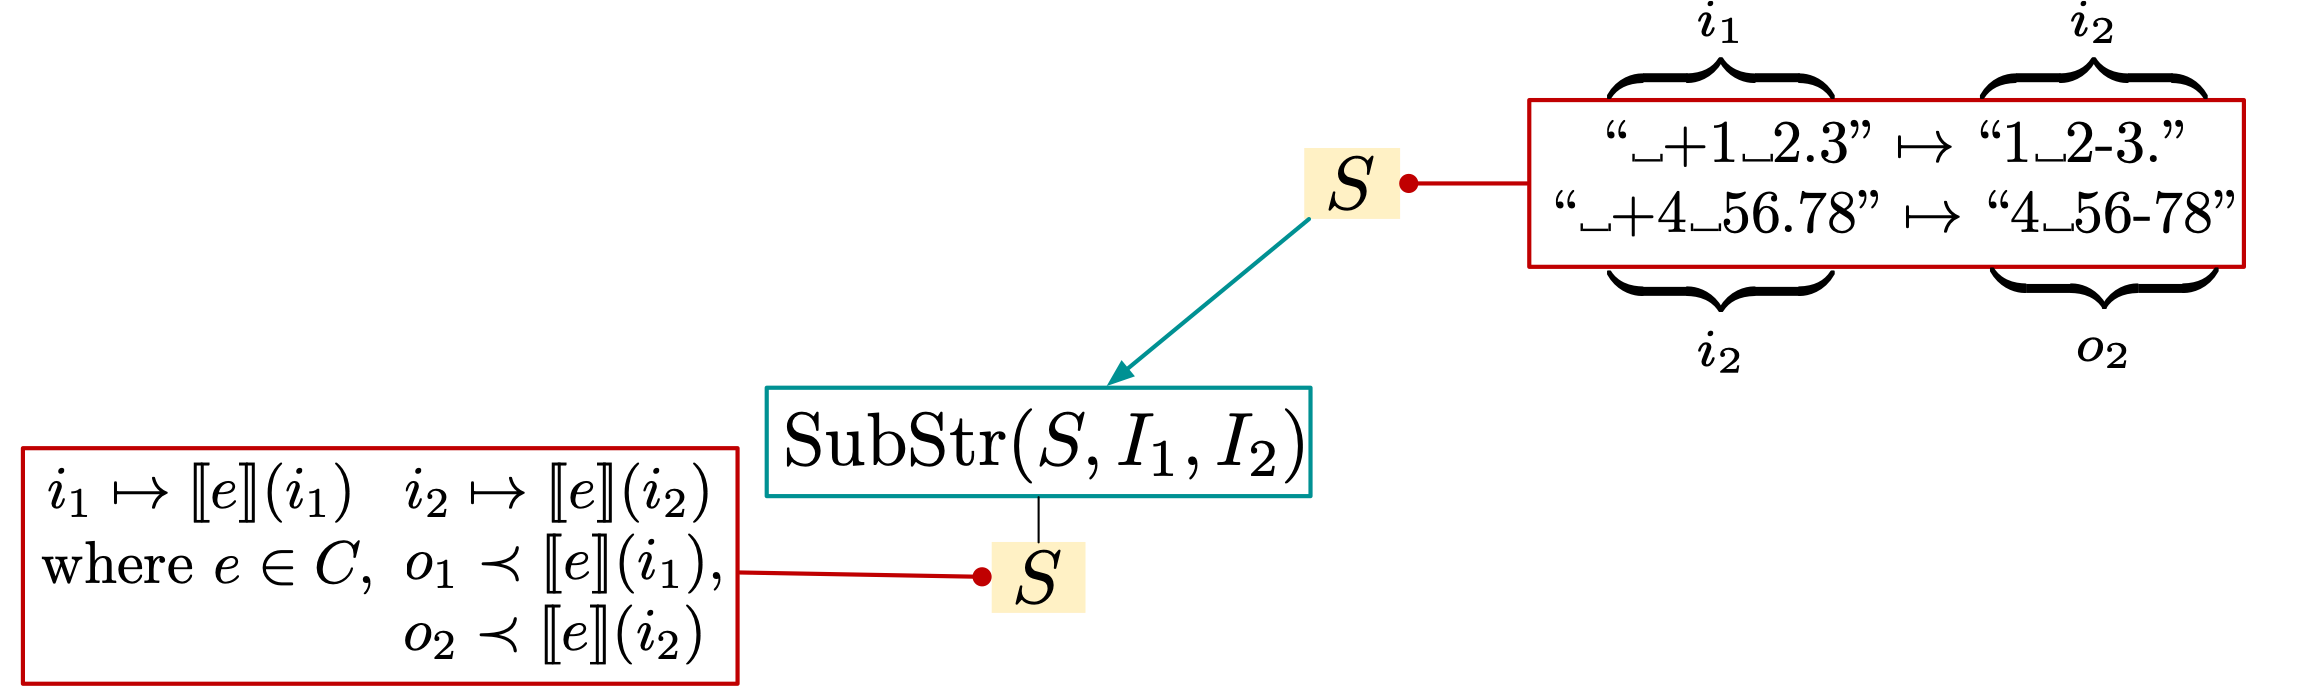 i₁ i₂
“␣+1␣2.3” ↦ “1␣2-3.”
S
“␣+4␣56.78” ↦ “4␣56-78”
i₂ o₂
SubStr(S, I₁, I₂)
i₁ ↦ ⟦e⟧(i₁) i₂ ↦ ⟦e⟧(i₂)
where e ∈ C, o₁ ≺ ⟦e⟧(i₁),
o₂ ≺ ⟦e⟧(i₂)
S